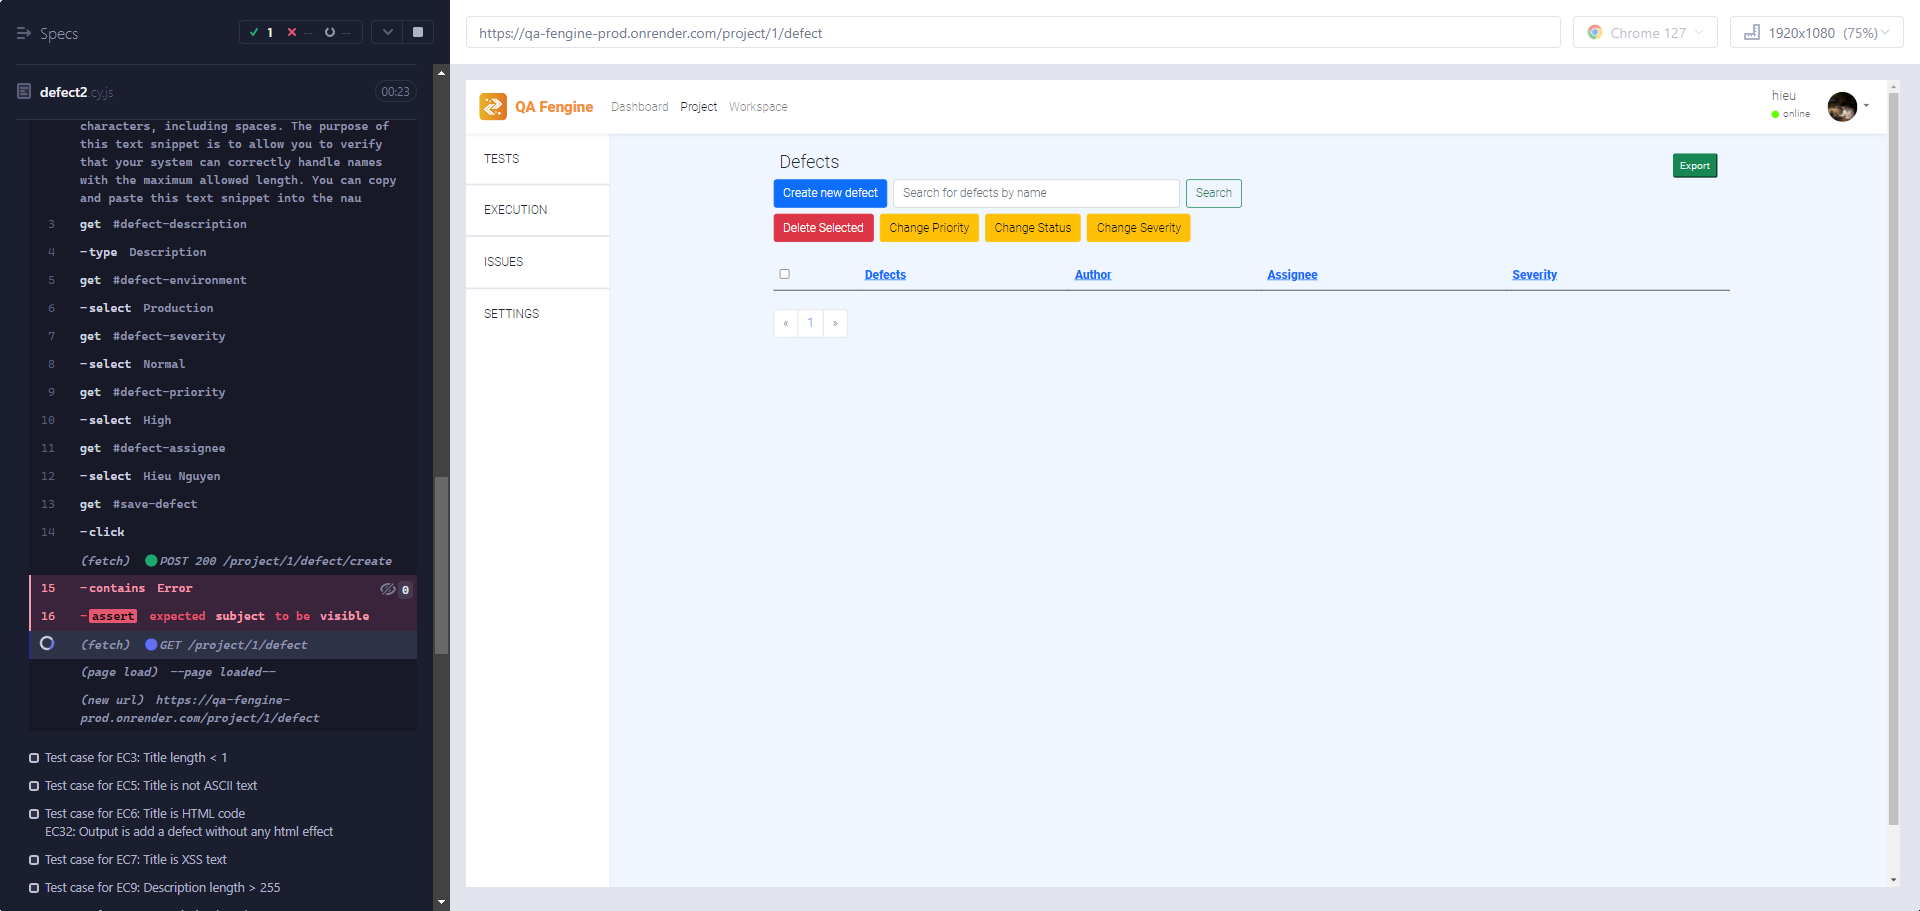 Specs
1
--
--
https://qa-fengine-prod.onrender.com/project/1/defect
Chrome 127
1920x1080 (75%)
defect2.cy.js
00:23
characters, including spaces. The purpose of
this text snippet is to allow you to verify
that your system can correctly handle names
with the maximum allowed length. You can copy
and paste this text snippet into the nau
3 get #defect-description
4 -type Description
5 get #defect-environment
6 -select Production
7 get #defect-severity
8 -select Normal
9 get #defect-priority
10 -select High
11 get #defect-assignee
12 -select Hieu Nguyen
13 get #save-defect
14 -click
(fetch) POST 200 /project/1/defect/create
15 -contains Error 0
16 -assert expected subject to be visible
(fetch) GET /project/1/defect
(page load) --page loaded--
(new url) https://qa-fengine-
prod.onrender.com/project/1/defect
Test case for EC3: Title length < 1
Test case for EC5: Title is not ASCII text
Test case for EC6: Title is HTML code
EC32: Output is add a defect without any html effect
Test case for EC7: Title is XSS text
Test case for EC9: Description length > 255
QA Fengine
Dashboard
Project
Workspace
hieu
online
TESTS
EXECUTION
ISSUES
SETTINGS
Defects
Export
Create new defect
Search for defects by name
Search
Delete Selected
Change Priority
Change Status
Change Severity
Defects
Author
Assignee
Severity
« 1 »